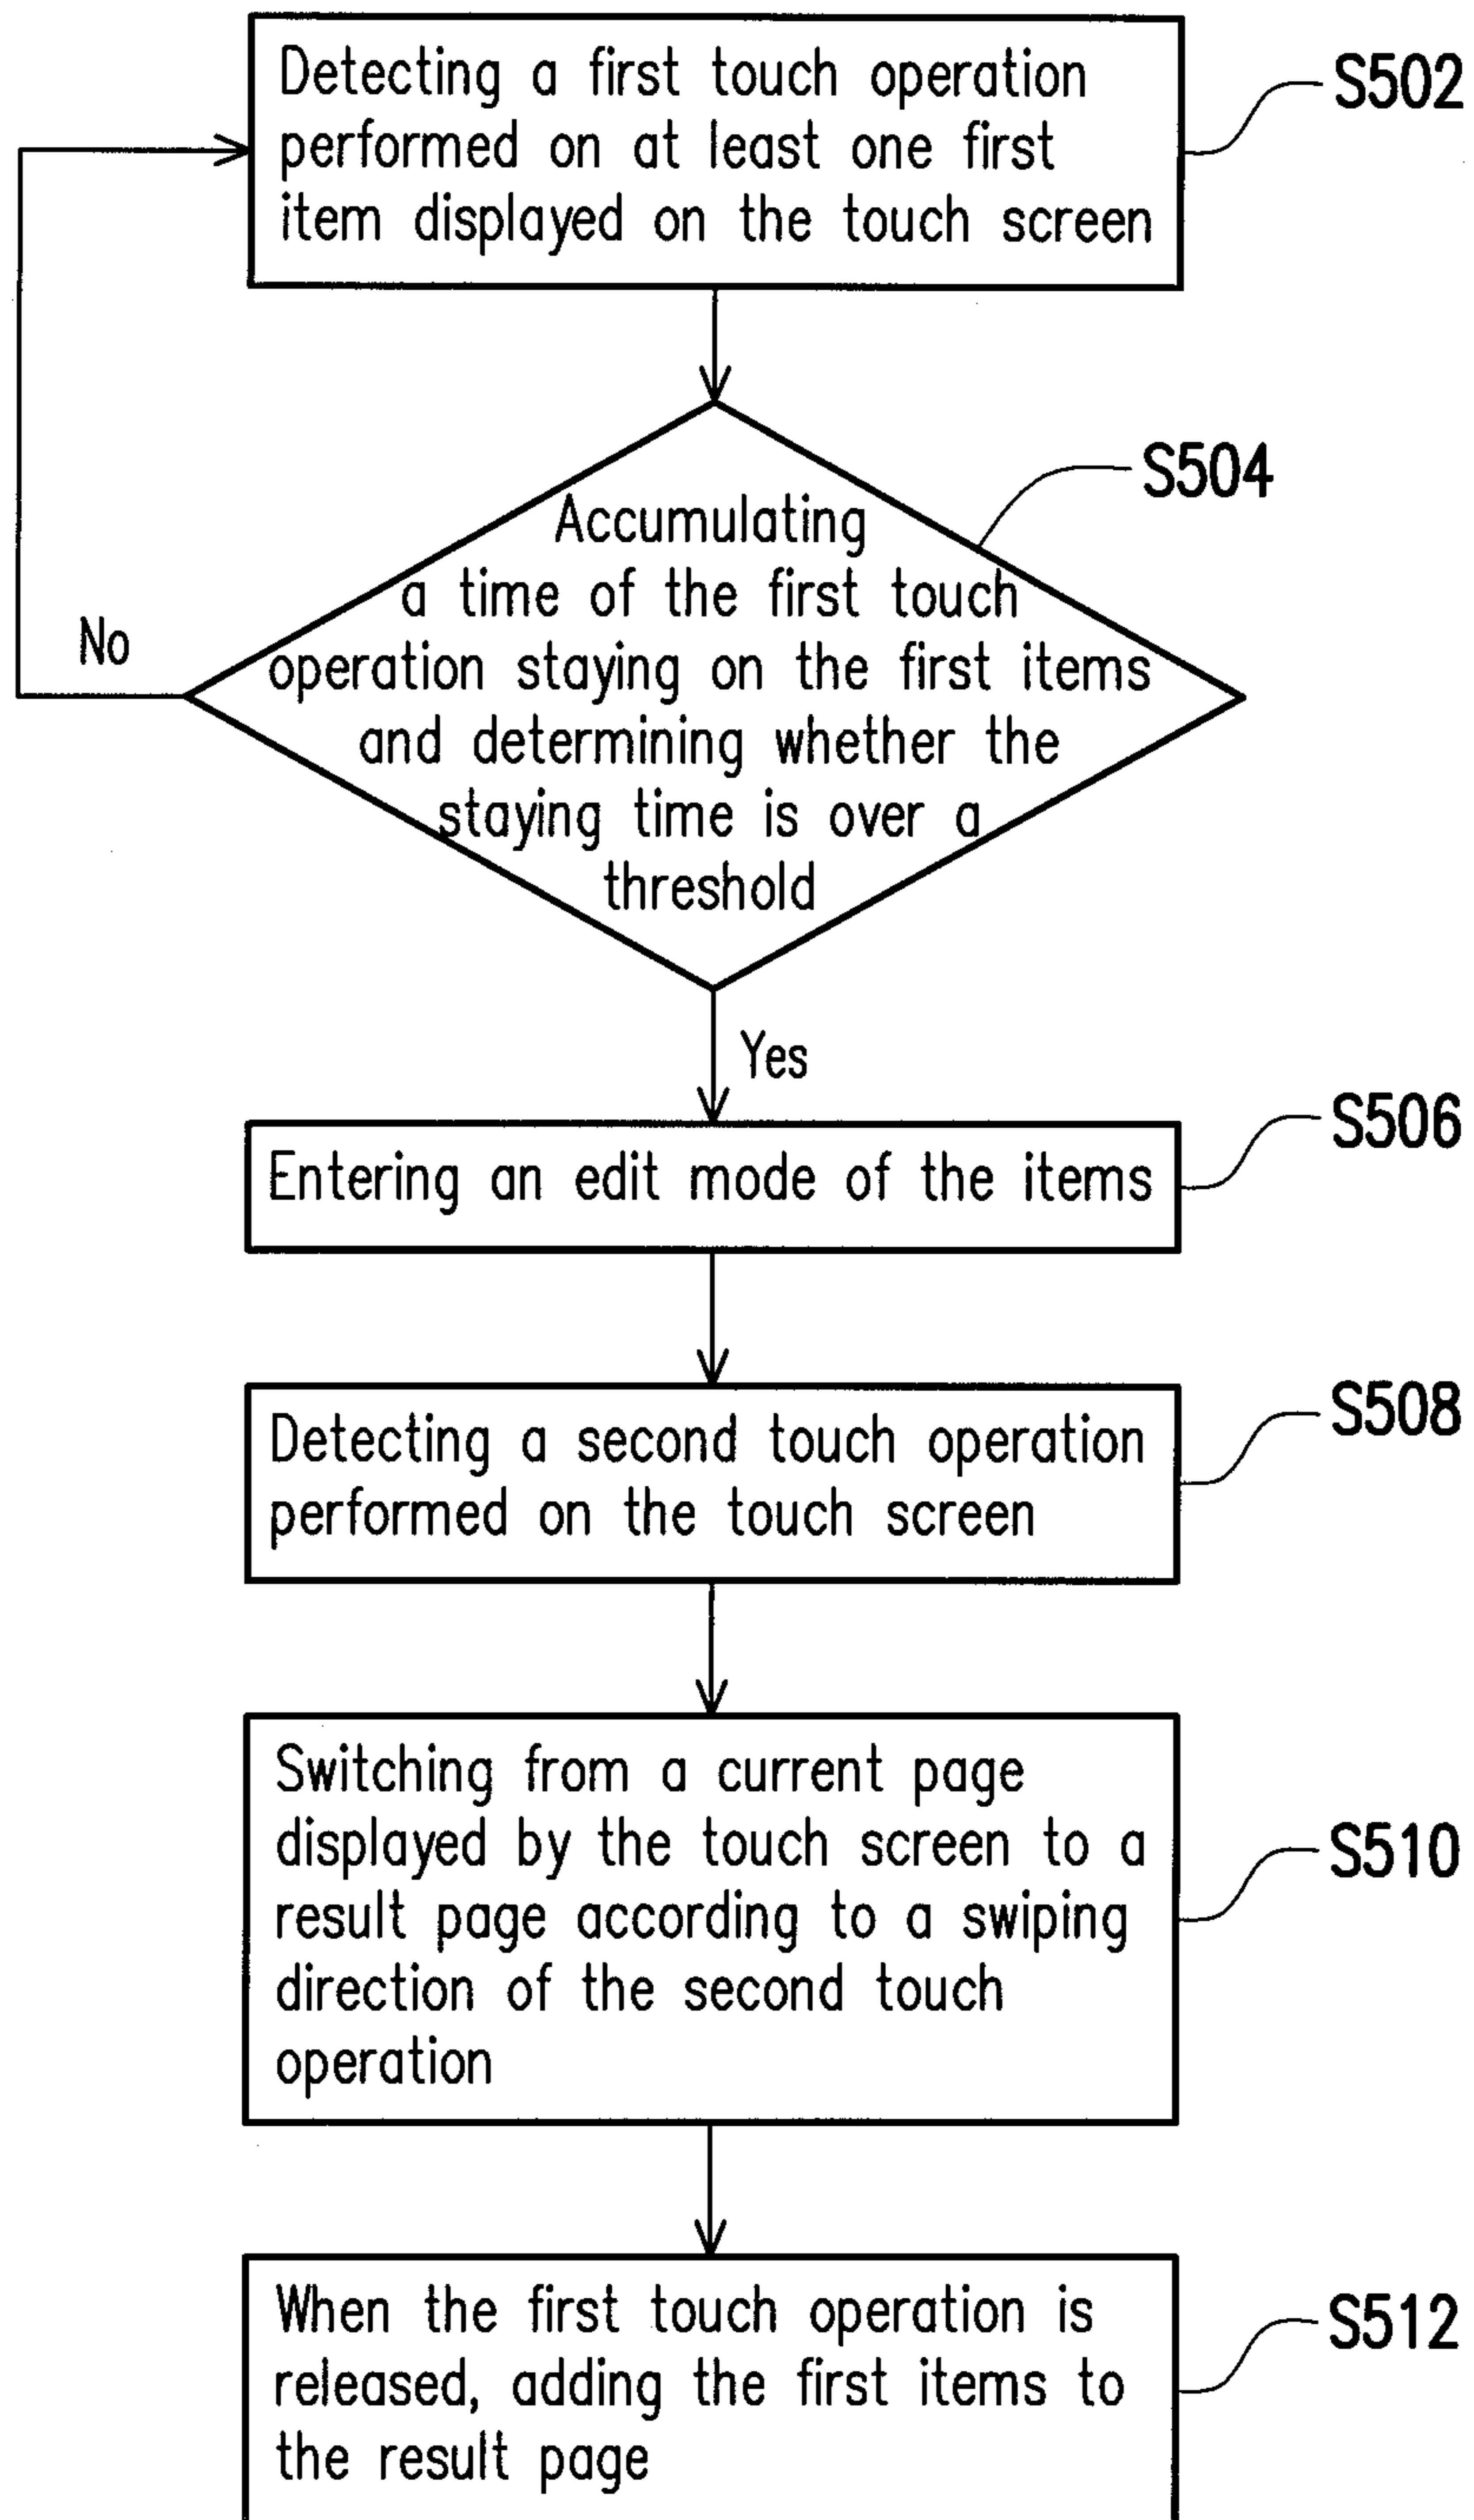 Detecting a first touch operation
performed on at least one first
item displayed on the touch screen
S502
S504
Accumulating
a time of the first touch
operation staying on the first items
and determining whether the
staying time is over a
threshold
No
Yes
Entering an edit mode of the items
S506
Detecting a second touch operation
performed on the touch screen
S508
Switching from a current page
displayed by the touch screen to a
result page according to a swiping
direction of the second touch
operation
S510
When the first touch operation is
released, adding the first items to
the result page
S512